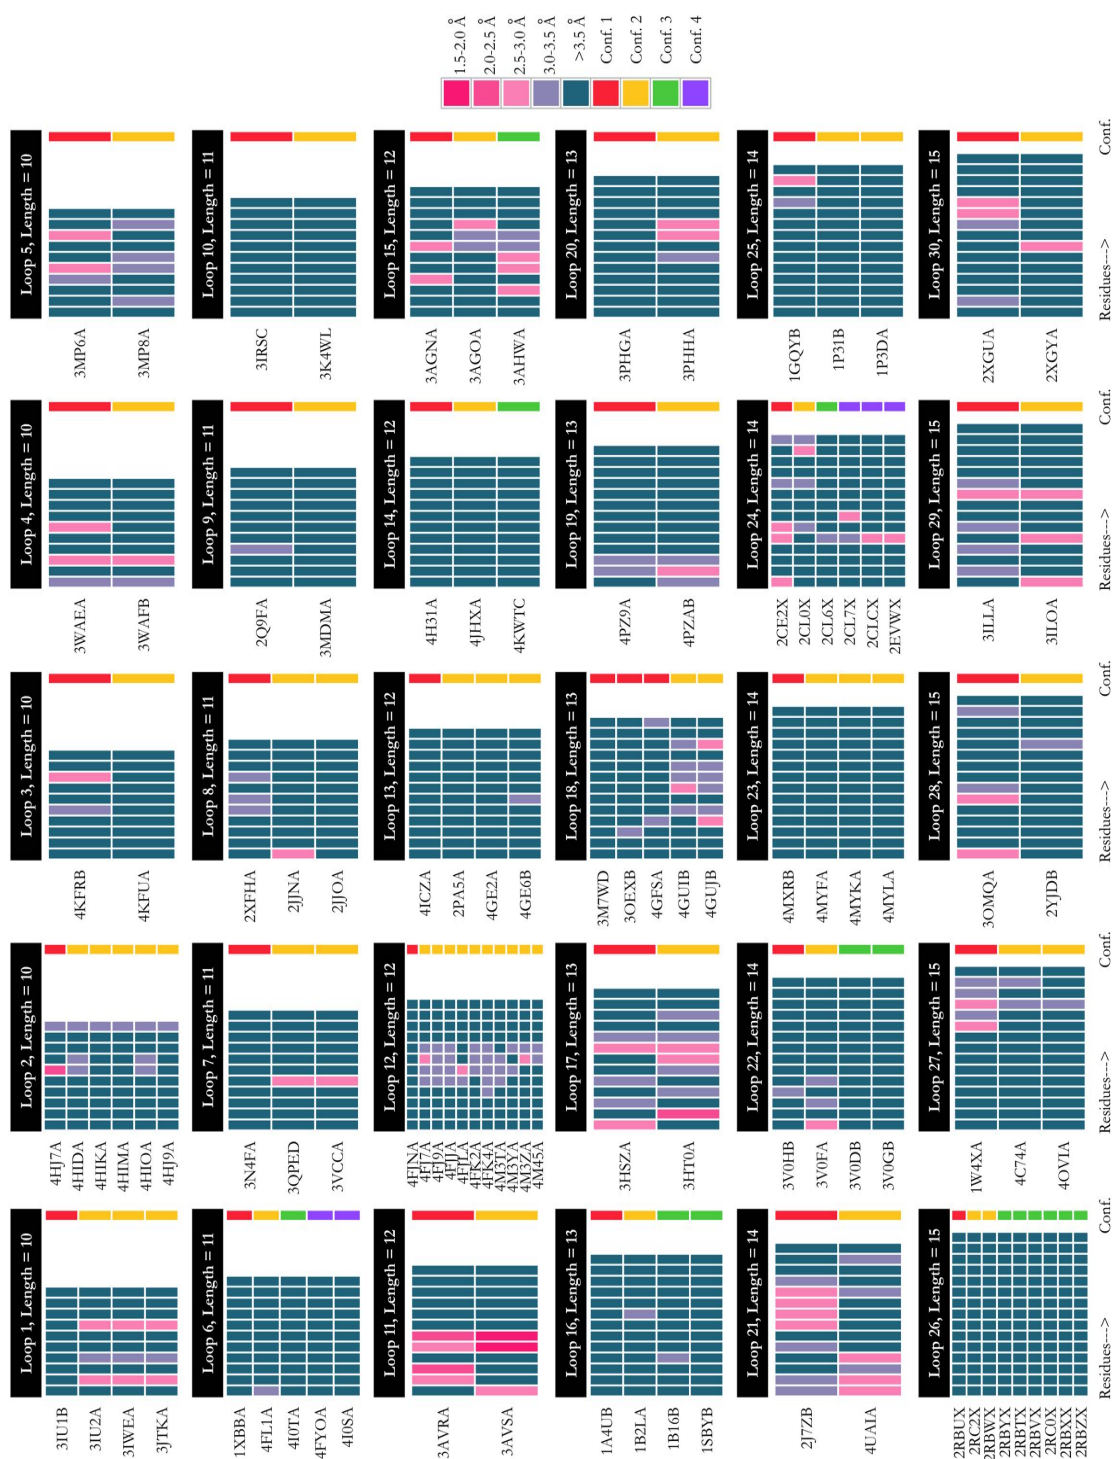 1.5-2.0 Å
2.0-2.5 Å
2.5-3.0 Å
3.0-3.5 Å
>3.5 Å
Conf. 1
Conf. 2
Conf. 3
Conf. 4
Loop 1, Length = 10
3IU1B
3IU2A
3IWEA
3JTKA
Loop 2, Length = 10
4HJ7A
4HIDA
4HIKA
4HIMA
4HIOA
4HJ9A
Loop 3, Length = 10
4KFRB
4KFUA
Loop 4, Length = 10
3WAEA
3WAFB
Loop 5, Length = 10
3MP6A
3MP8A
Loop 6, Length = 11
1XBBA
4FL1A
4I0TA
4FYOA
4I0SA
Loop 7, Length = 11
3N4FA
3QPED
3VCCA
Loop 8, Length = 11
2XFHA
2JJNA
2JJOA
Loop 9, Length = 11
2Q9FA
3MDMA
Loop 10, Length = 11
3IRSC
3K4WL
Loop 11, Length = 12
3AVRA
3AVSA
Loop 12, Length = 12
4FJNA
4FJ7A
4FJ9A
4FJJA
4FJLA
4FK2A
4FK4A
4M3TA
4M3YA
4M3ZA
4M45A
Loop 13, Length = 12
4ICZA
2PA5A
4GE2A
4GE6B
Loop 14, Length = 12
4H31A
4JHXA
4KWTC
Loop 15, Length = 12
3AGNA
3AGOA
3AHWA
Loop 16, Length = 13
1A4UB
1B2LA
1B16B
1SBYB
Loop 17, Length = 13
3HSZA
3HT0A
Loop 18, Length = 13
3M7WD
3OEXB
4GFSA
4GUIB
4GUJB
Loop 19, Length = 13
4PZ9A
4PZAB
Loop 20, Length = 13
3PHGA
3PHHA
Loop 21, Length = 14
2J7ZB
4UAIA
Loop 22, Length = 14
3V0HB
3V0FA
3V0DB
3V0GB
Loop 23, Length = 14
4MXRB
4MYFA
4MYKA
4MYLA
Loop 24, Length = 14
2CE2X
2CL0X
2CL6X
2CL7X
2CLCX
2EVWX
Loop 25, Length = 14
1GQYB
1P31B
1P3DA
Loop 26, Length = 15
2RBUX
2RC2X
2RBWX
2RBYX
2RBTX
2RBVX
2RC0X
2RBXX
2RBZX
Residues--->
Conf.
Loop 27, Length = 15
1W4XA
4C74A
4OVIA
Residues--->
Conf.
Loop 28, Length = 15
3OMQA
2YJDB
Residues--->
Conf.
Loop 29, Length = 15
3ILLA
3ILOA
Residues--->
Conf.
Loop 30, Length = 15
2XGUA
2XGYA
Residues--->
Conf.